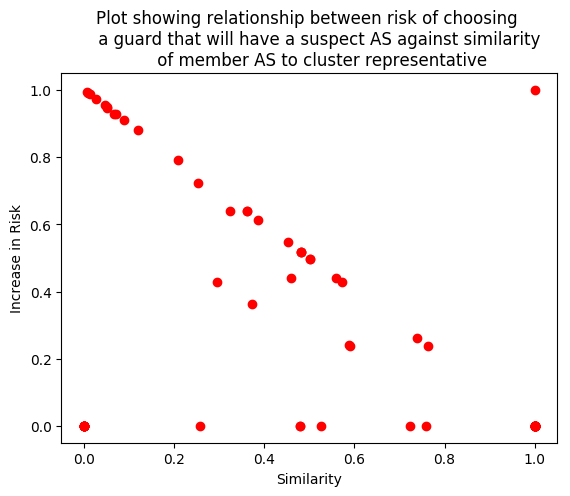 Plot showing relationship between risk of choosing
a guard that will have a suspect AS against similarity
of member AS to cluster representative
1.0
0.8
0.6
0.4
0.2
0.0
Increase in Risk
0.0 0.2 0.4 0.6 0.8 1.0
Similarity